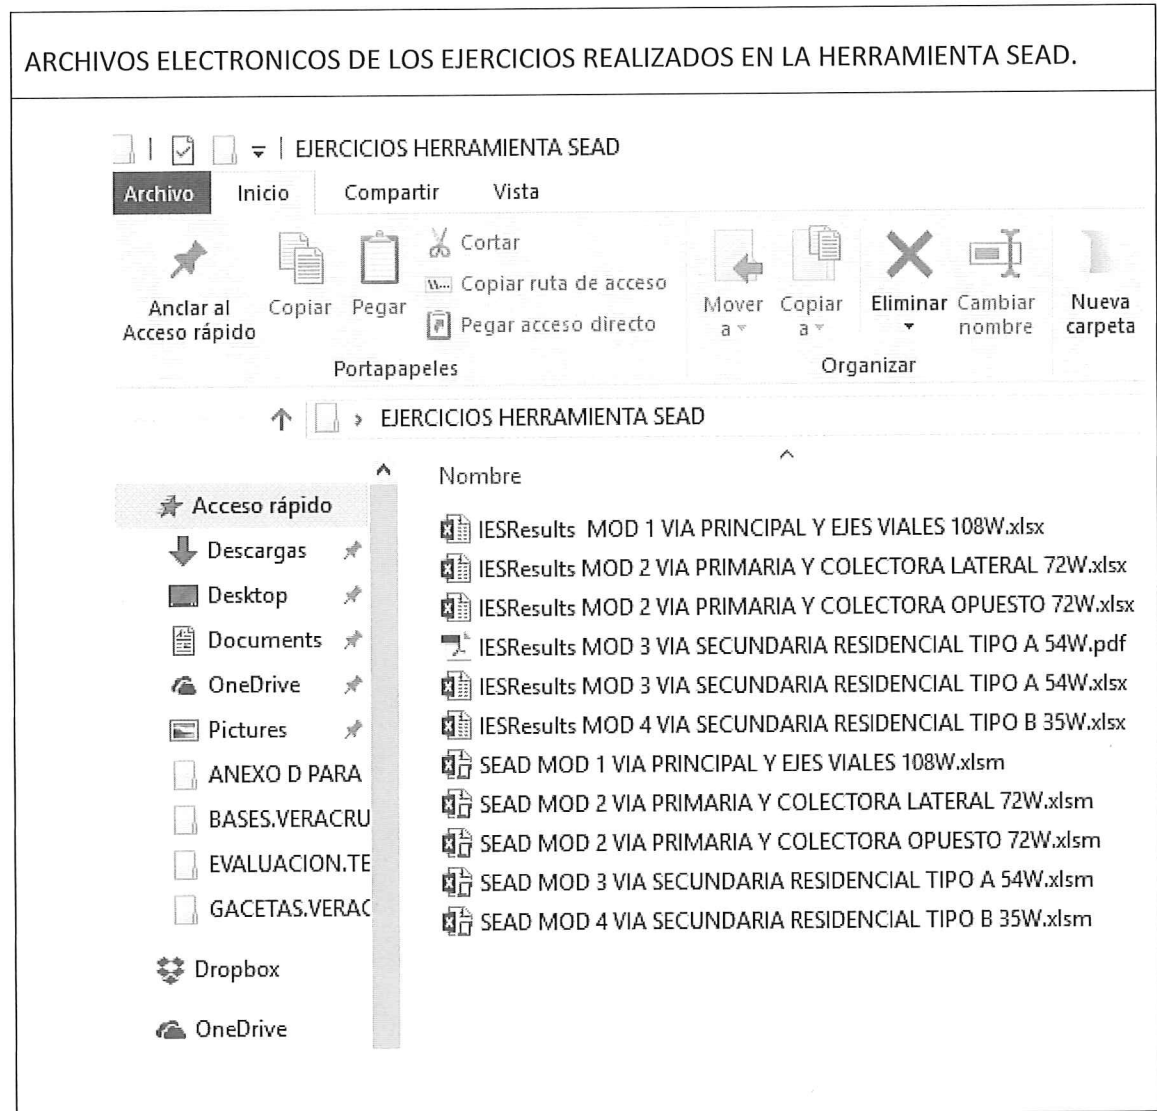 ARCHIVOS ELECTRONICOS DE LOS EJERCICIOS REALIZADOS EN LA HERRAMIENTA SEAD.
EJERCICIOS HERRAMIENTA SEAD
Archivo Inicio Compartir Vista
Anclar al
Acceso rápido
Copiar
Pegar
Cortar
Copiar ruta de acceso
Pegar acceso directo
Portapapeles
Mover
a
Copiar
a
Eliminar
Cambiar
nombre
Organizar
Nueva
carpeta
EJERCICIOS HERRAMIENTA SEAD
Acceso rápido
Descargas
Desktop
Documents
OneDrive
Pictures
ANEXO D PARA
BASES.VERACRU
EVALUACION.TE
GACETAS.VERAC
Dropbox
OneDrive
Nombre
IESResults  MOD 1 VIA PRINCIPAL Y EJES VIALES 108W.xlsx
IESResults MOD 2 VIA PRIMARIA Y COLECTORA LATERAL 72W.xlsx
IESResults MOD 2 VIA PRIMARIA Y COLECTORA OPUESTO 72W.xlsx
IESResults MOD 3 VIA SECUNDARIA RESIDENCIAL TIPO A 54W.pdf
IESResults MOD 3 VIA SECUNDARIA RESIDENCIAL TIPO A 54W.xlsx
IESResults MOD 4 VIA SECUNDARIA RESIDENCIAL TIPO B 35W.xlsx
SEAD MOD 1 VIA PRINCIPAL Y EJES VIALES 108W.xlsm
SEAD MOD 2 VIA PRIMARIA Y COLECTORA LATERAL 72W.xlsm
SEAD MOD 2 VIA PRIMARIA Y COLECTORA OPUESTO 72W.xlsm
SEAD MOD 3 VIA SECUNDARIA RESIDENCIAL TIPO A 54W.xlsm
SEAD MOD 4 VIA SECUNDARIA RESIDENCIAL TIPO B 35W.xlsm